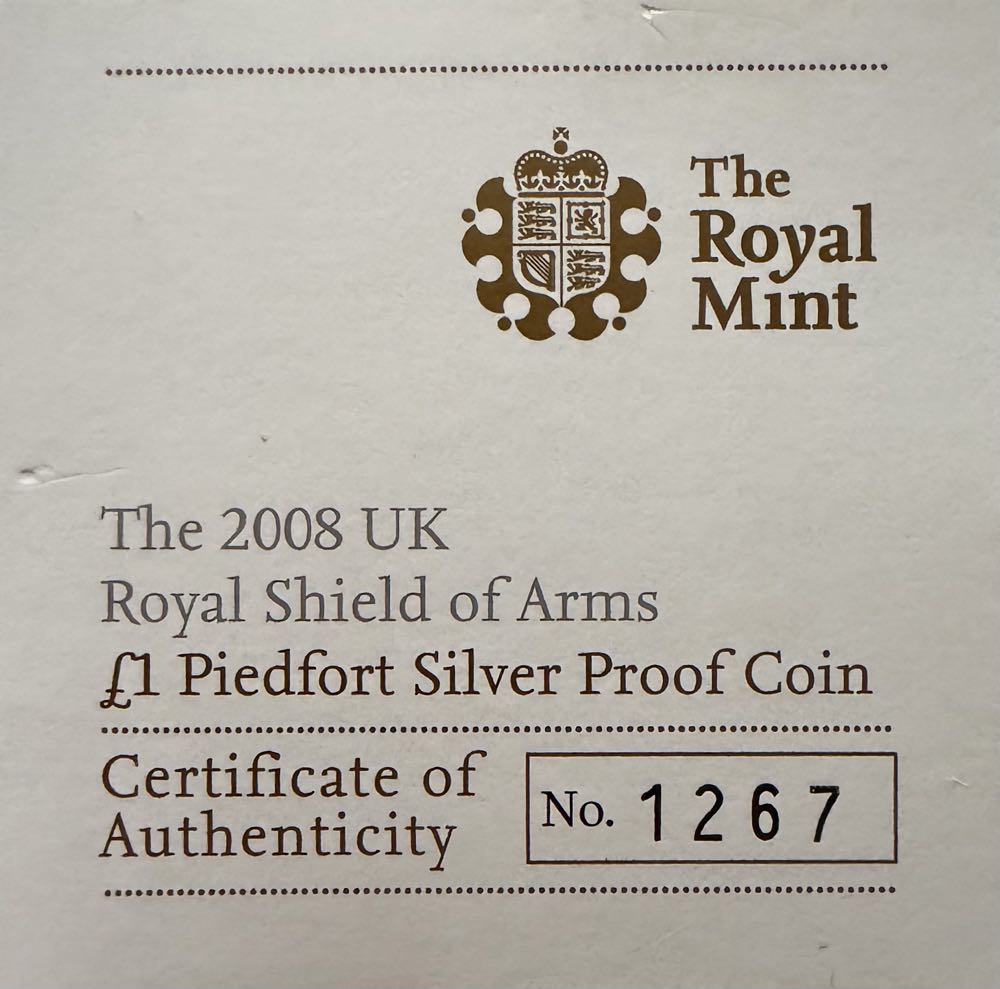 The
Royal
Mint
The 2008 UK
Royal Shield of Arms
£1 Piedfort Silver Proof Coin
Certificate of
Authenticity
No. 1267